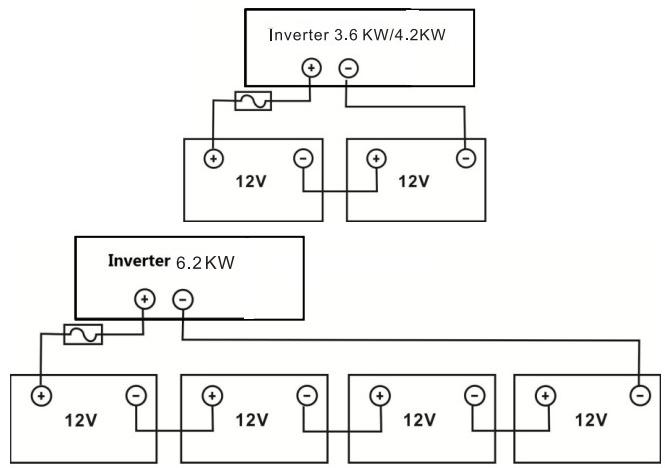 Inverter 3.6 KW/4.2KW
+ −
+ − + −
12V 12V
Inverter 6.2KW
+ −
+ − + − + − + −
12V 12V 12V 12V